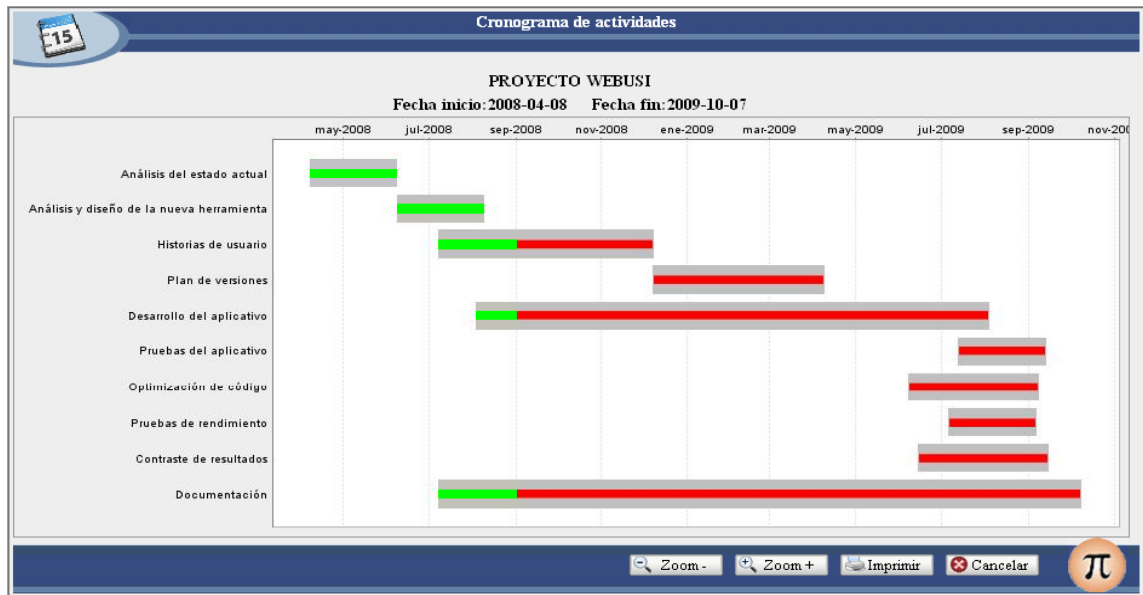 15
Cronograma de actividades
PROYECTO WEBUSI
Fecha inicio:2008-04-08 Fecha fin:2009-10-07
may-2008 jul-2008 sep-2008 nov-2008 ene-2009 mar-2009 may-2009 jul-2009 sep-2009 nov-200
Análisis del estado actual
Análisis y diseño de la nueva herramienta
Historias de usuario
Plan de versiones
Desarrollo del aplicativo
Pruebas del aplicativo
Optimización de código
Pruebas de rendimiento
Contraste de resultados
Documentación
Zoom - Zoom + Imprimir Cancelar π